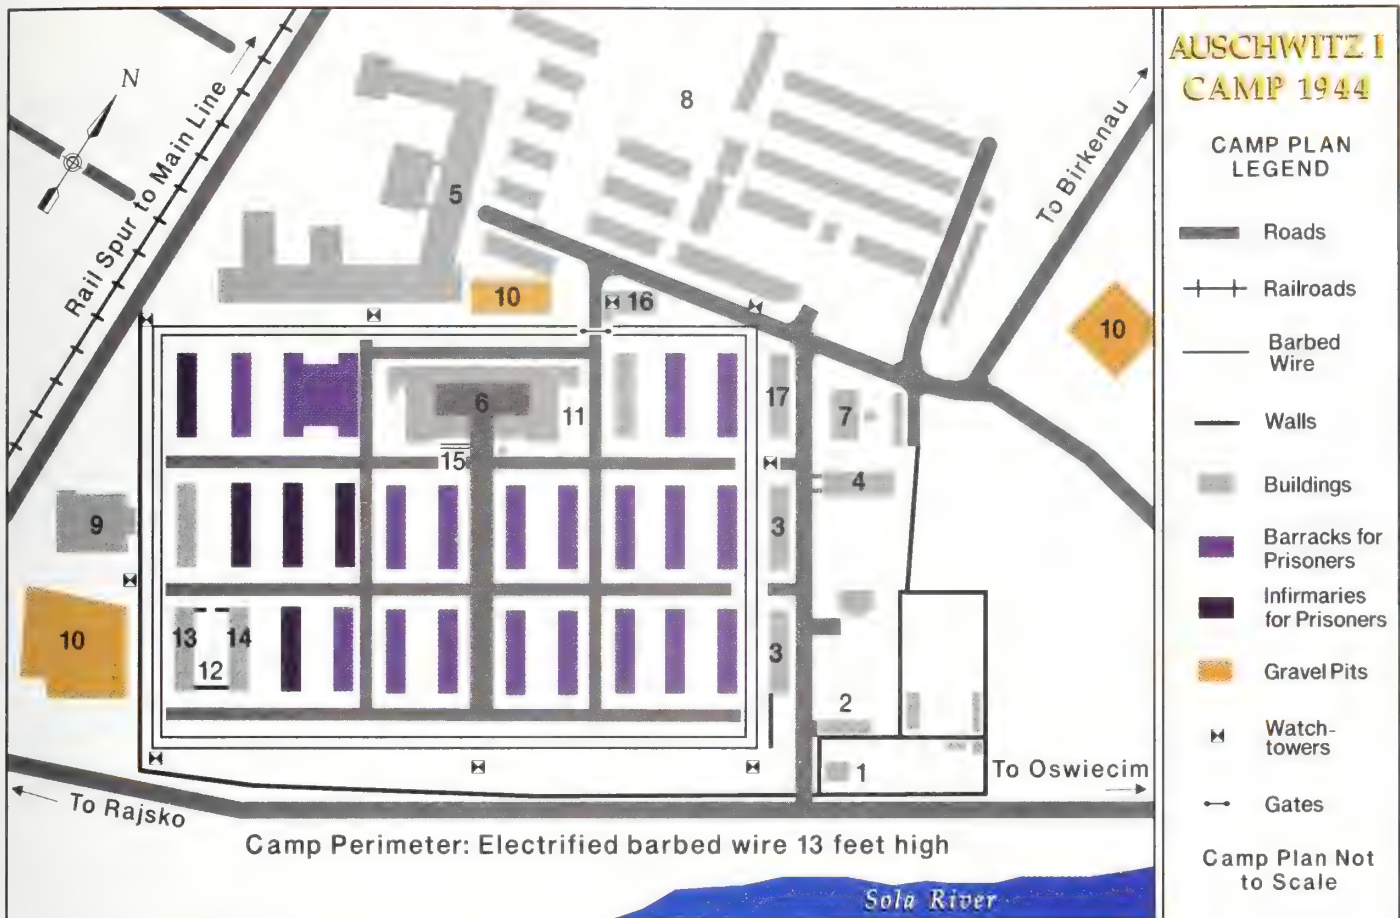 AUSCHWITZ I
CAMP 1944
CAMP PLAN
LEGEND
Roads
Railroads
Barbed
Wire
Walls
Buildings
Barracks for
Prisoners
Infirmaries
for Prisoners
Gravel Pits
Watch-
towers
Gates
Camp Plan Not
to Scale
N
Rail Spur to Main Line
To Birkenau
8
5
10
16
10
6
11
17
7
15
4
9
3
10
13
14
12
3
2
1
To Oswiecim
To Rajsko
Camp Perimeter: Electrified barbed wire 13 feet high
Sola River